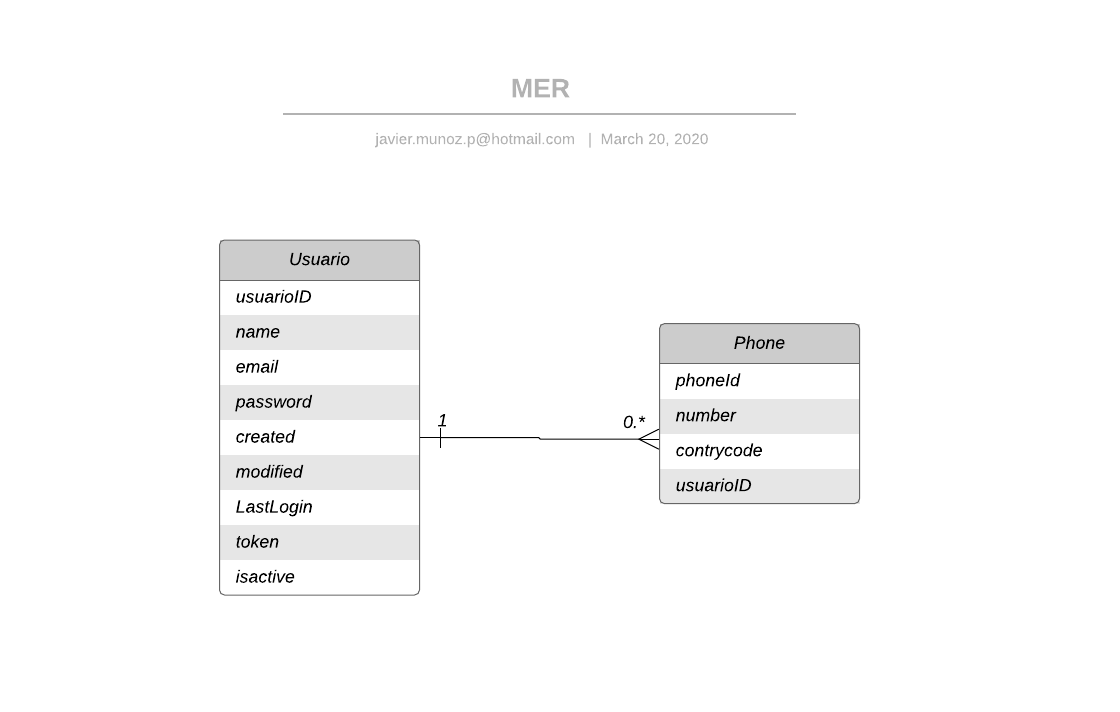 MER
javier.munoz.p@hotmail.com | March 20, 2020
Usuario
usuarioID
name
email
password
created
modified
LastLogin
token
isactive
1
0.*
Phone
phoneId
number
contrycode
usuarioID